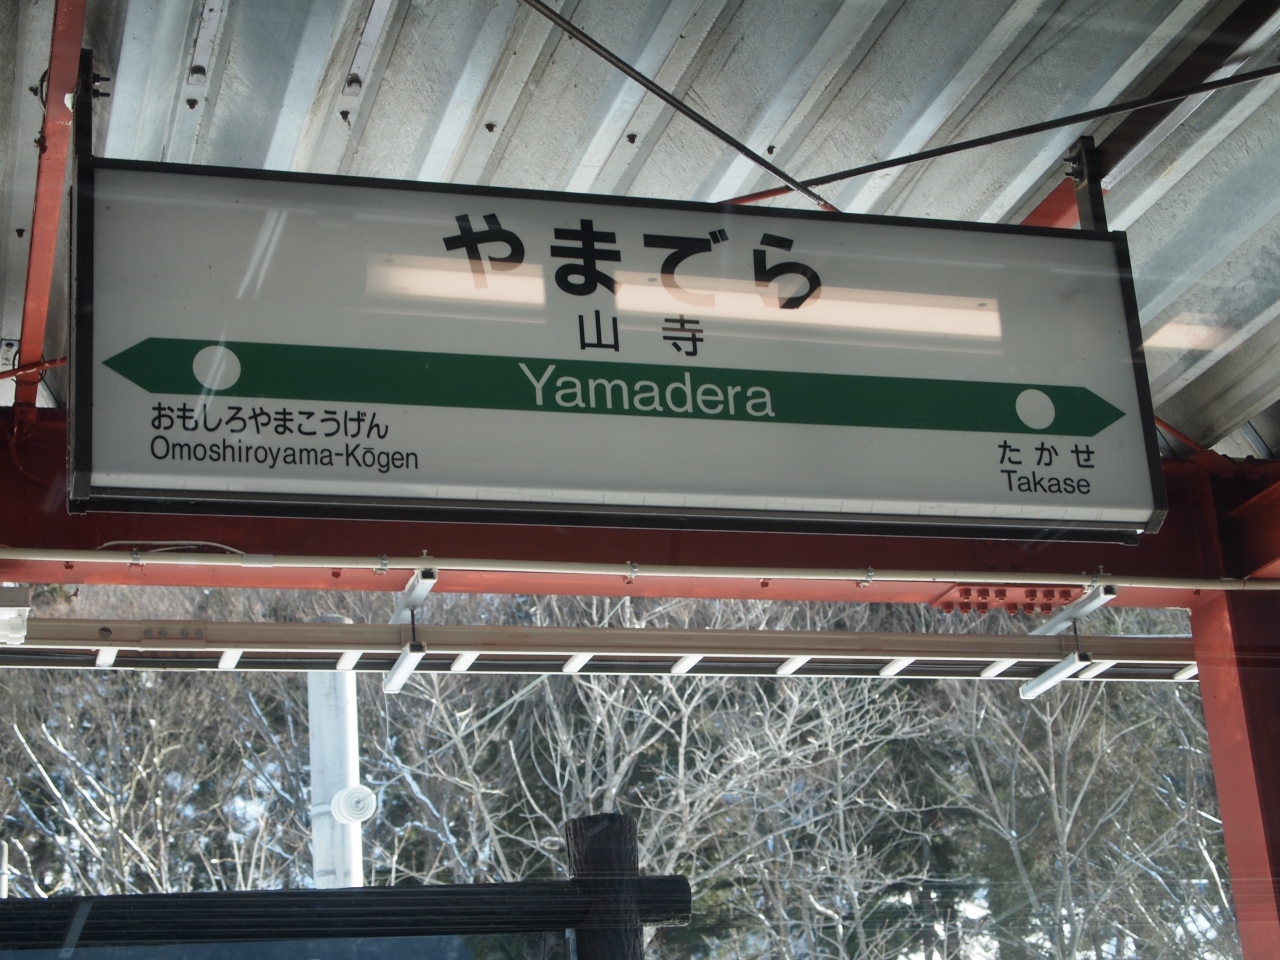 やまでら
山寺
Yamadera
おもしろやまこうげん
Omoshiroyama-Kōgen
たかせ
Takase